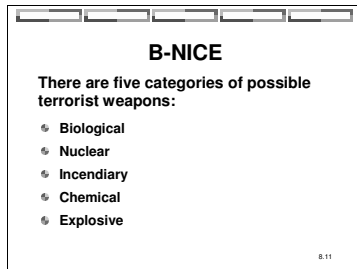 B-NICE
There are five categories of possible
terrorist weapons:
Biological
Nuclear
Incendiary
Chemical
Explosive
8.11